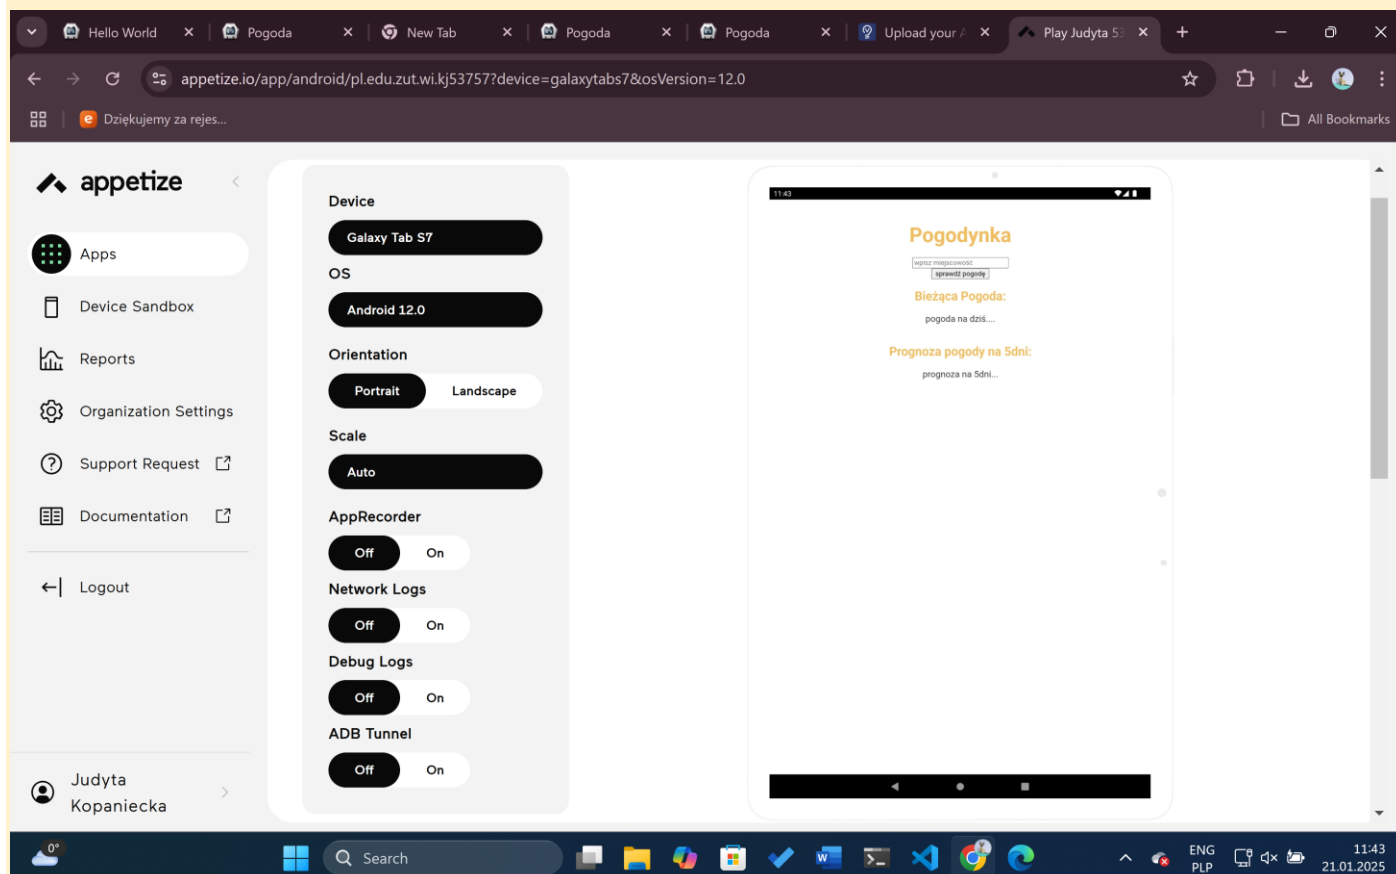 Hello World
Pogoda
New Tab
Pogoda
Pogoda
Upload your A
Play Judyta 53
appetize.io/app/android/pl.edu.zut.wi.kj53757?device=galaxytabs7&osVersion=12.0
Dziękujemy za rejes...
All Bookmarks
appetize
Apps
Device Sandbox
Reports
Organization Settings
Support Request
Documentation
Logout
Judyta
Kopaniecka
Device
Galaxy Tab S7
OS
Android 12.0
Orientation
Portrait Landscape
Scale
Auto
AppRecorder
Off On
Network Logs
Off On
Debug Logs
Off On
ADB Tunnel
Off On
11:43
Pogodynka
wpisz miejscowość
sprawdź pogodę
Bieżąca Pogoda:
pogoda na dziś....
Prognoza pogody na 5dni:
prognoza na 5dni...
0°
Search
ENG
PLP
11:43
21.01.2025